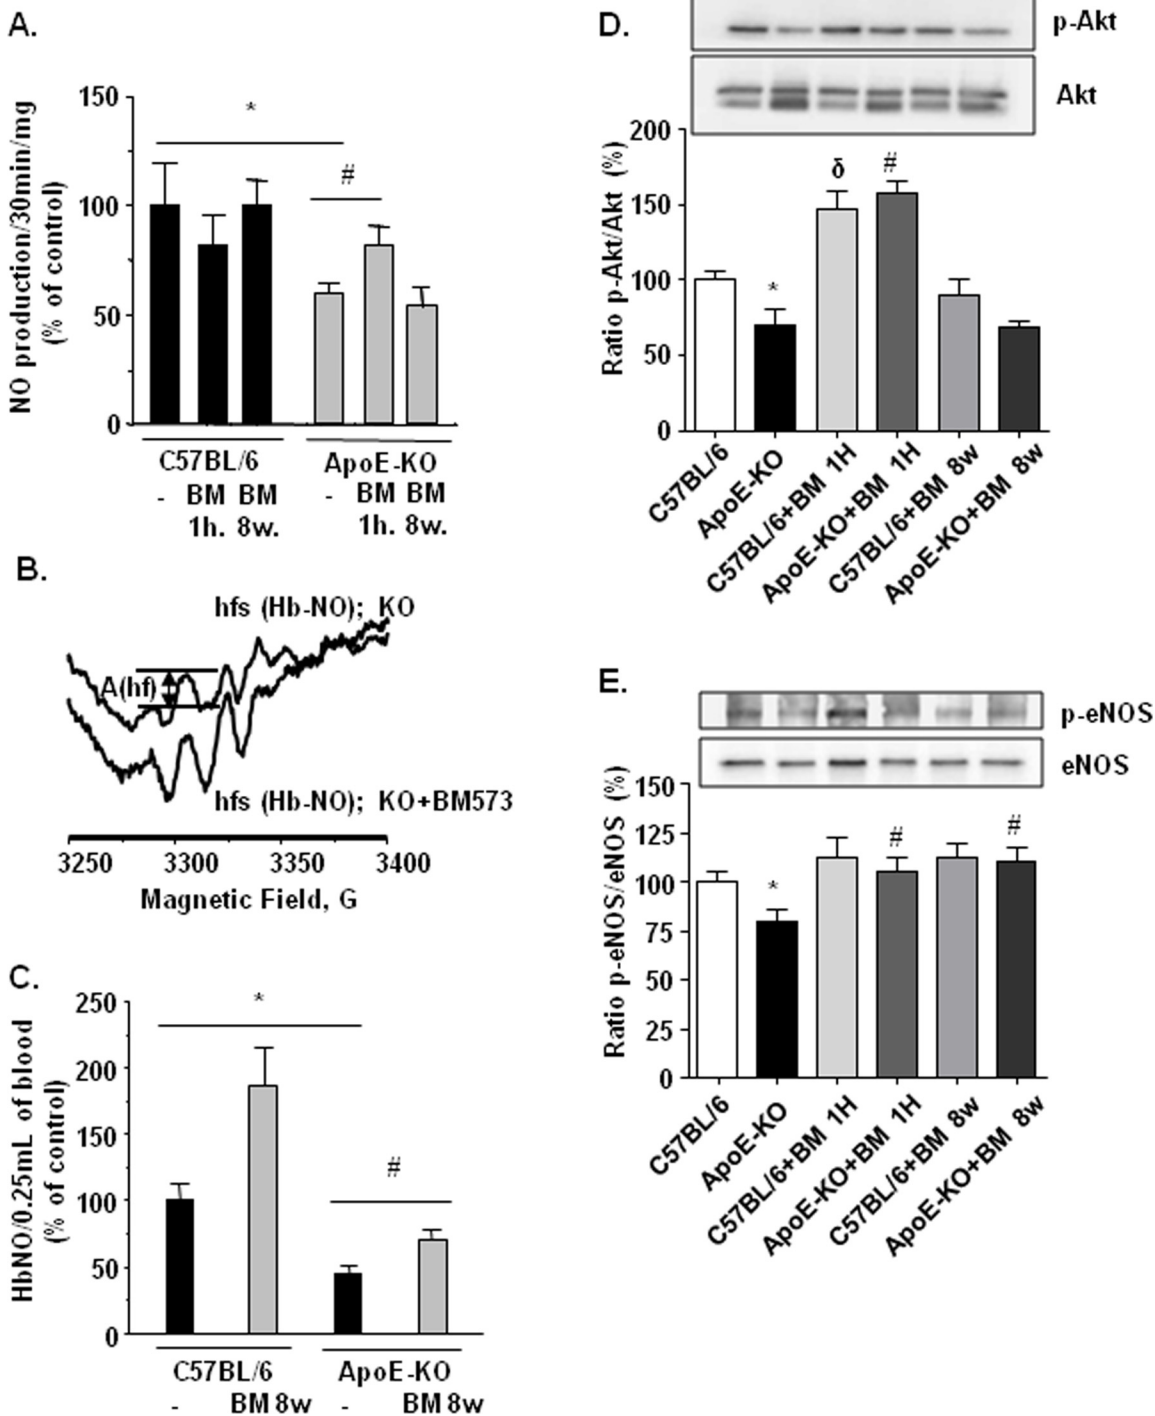 A.
NO production/30min/mg
(% of control)
150
100
50
0
*
#
C57BL/6
ApoE-KO
- BM BM - BM BM
1h. 8w. 1h. 8w.
B.
hfs (Hb-NO); KO
A(hf)
hfs (Hb-NO); KO+BM573
3250 3300 3350 3400
Magnetic Field, G
C.
HbNO/0.25mL of blood
(% of control)
250
200
150
100
50
0
*
#
C57BL/6
ApoE-KO
- BM 8w - BM 8w
D.
p-Akt
Akt
Ratio p-Akt/Akt (%)
200
150
100
50
0
*
δ
#
C57BL/6
ApoE-KO
C57BL/6+BM 1H
ApoE-KO+BM 1H
C57BL/6+BM 8w
ApoE-KO+BM 8w
E.
p-eNOS
eNOS
Ratio p-eNOS/eNOS (%)
150
125
100
75
50
25
0
*
#
#
C57BL/6
ApoE-KO
C57BL/6+BM 1H
ApoE-KO+BM 1H
C57BL/6+BM 8w
ApoE-KO+BM 8w